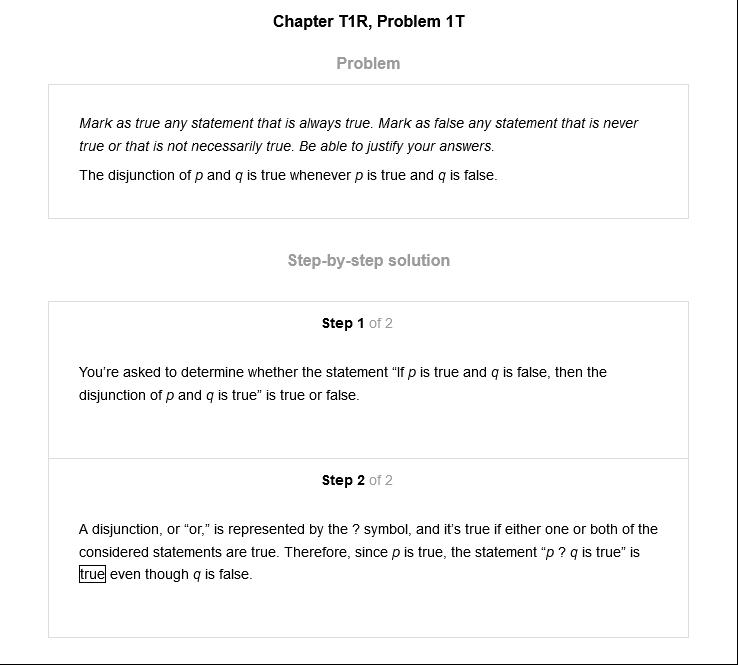 Chapter T1R, Problem 1T
Problem
Mark as true any statement that is always true. Mark as false any statement that is never
true or that is not necessarily true. Be able to justify your answers.
The disjunction of p and q is true whenever p is true and q is false.
Step-by-step solution
Step 1 of 2
You’re asked to determine whether the statement “If p is true and q is false, then the
disjunction of p and q is true” is true or false.
Step 2 of 2
A disjunction, or “or,” is represented by the ? symbol, and it’s true if either one or both of the
considered statements are true. Therefore, since p is true, the statement “p ? q is true” is
true even though q is false.